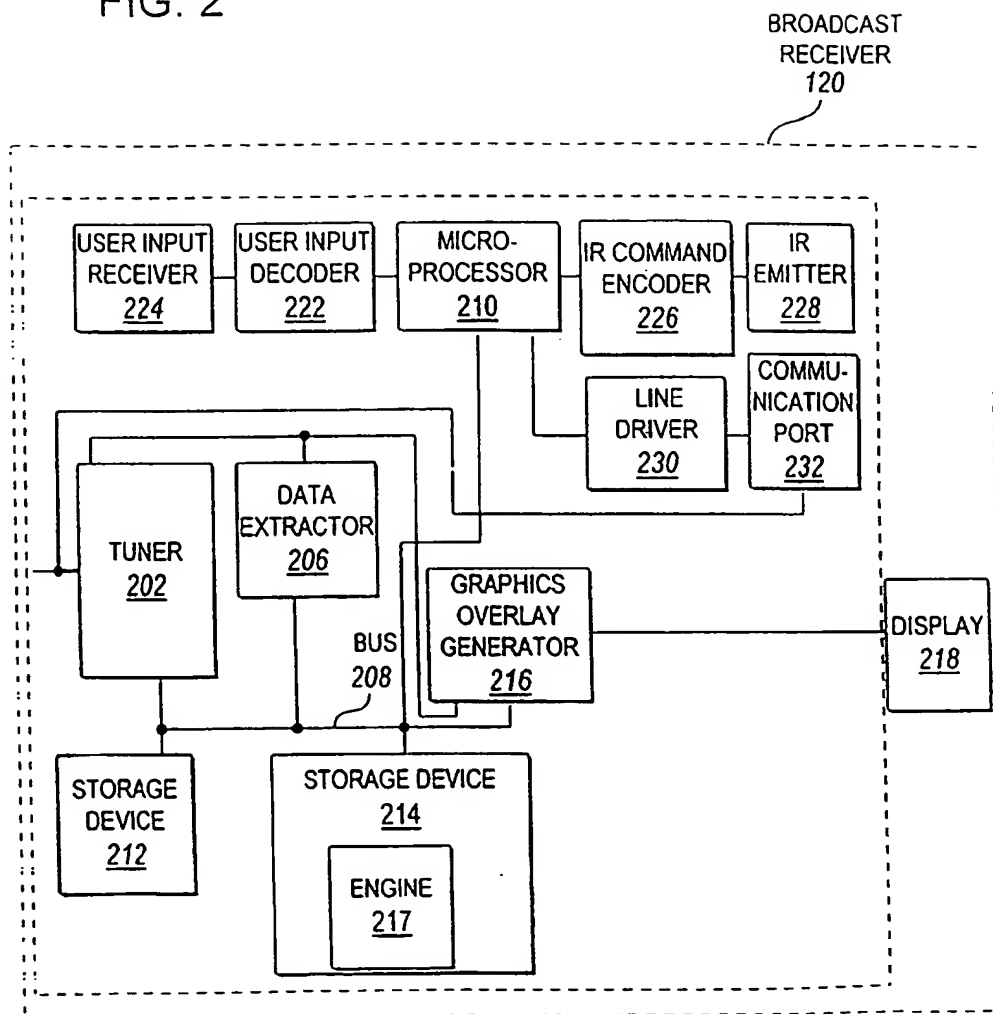 FIG. 2
BROADCAST
RECEIVER
120
USER INPUT
RECEIVER
224
USER INPUT
DECODER
222
MICRO-
PROCESSOR
210
IR COMMAND
ENCODER
226
IR
EMITTER
228
LINE
DRIVER
230
COMMU-
NICATION
PORT
232
TUNER
202
DATA
EXTRACTOR
206
GRAPHICS
OVERLAY
GENERATOR
216
BUS
208
DISPLAY
218
STORAGE
DEVICE
212
STORAGE DEVICE
214
ENGINE
217